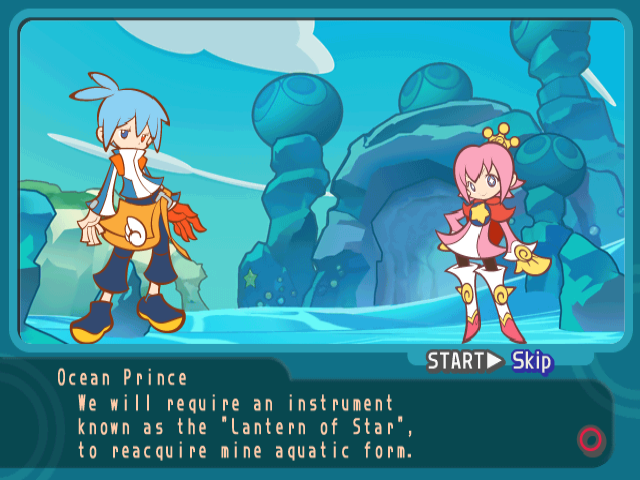 START▶ Skip
Ocean Prince
We will require an instrument
known as the "Lantern of Star",
to reacquire mine aquatic form.